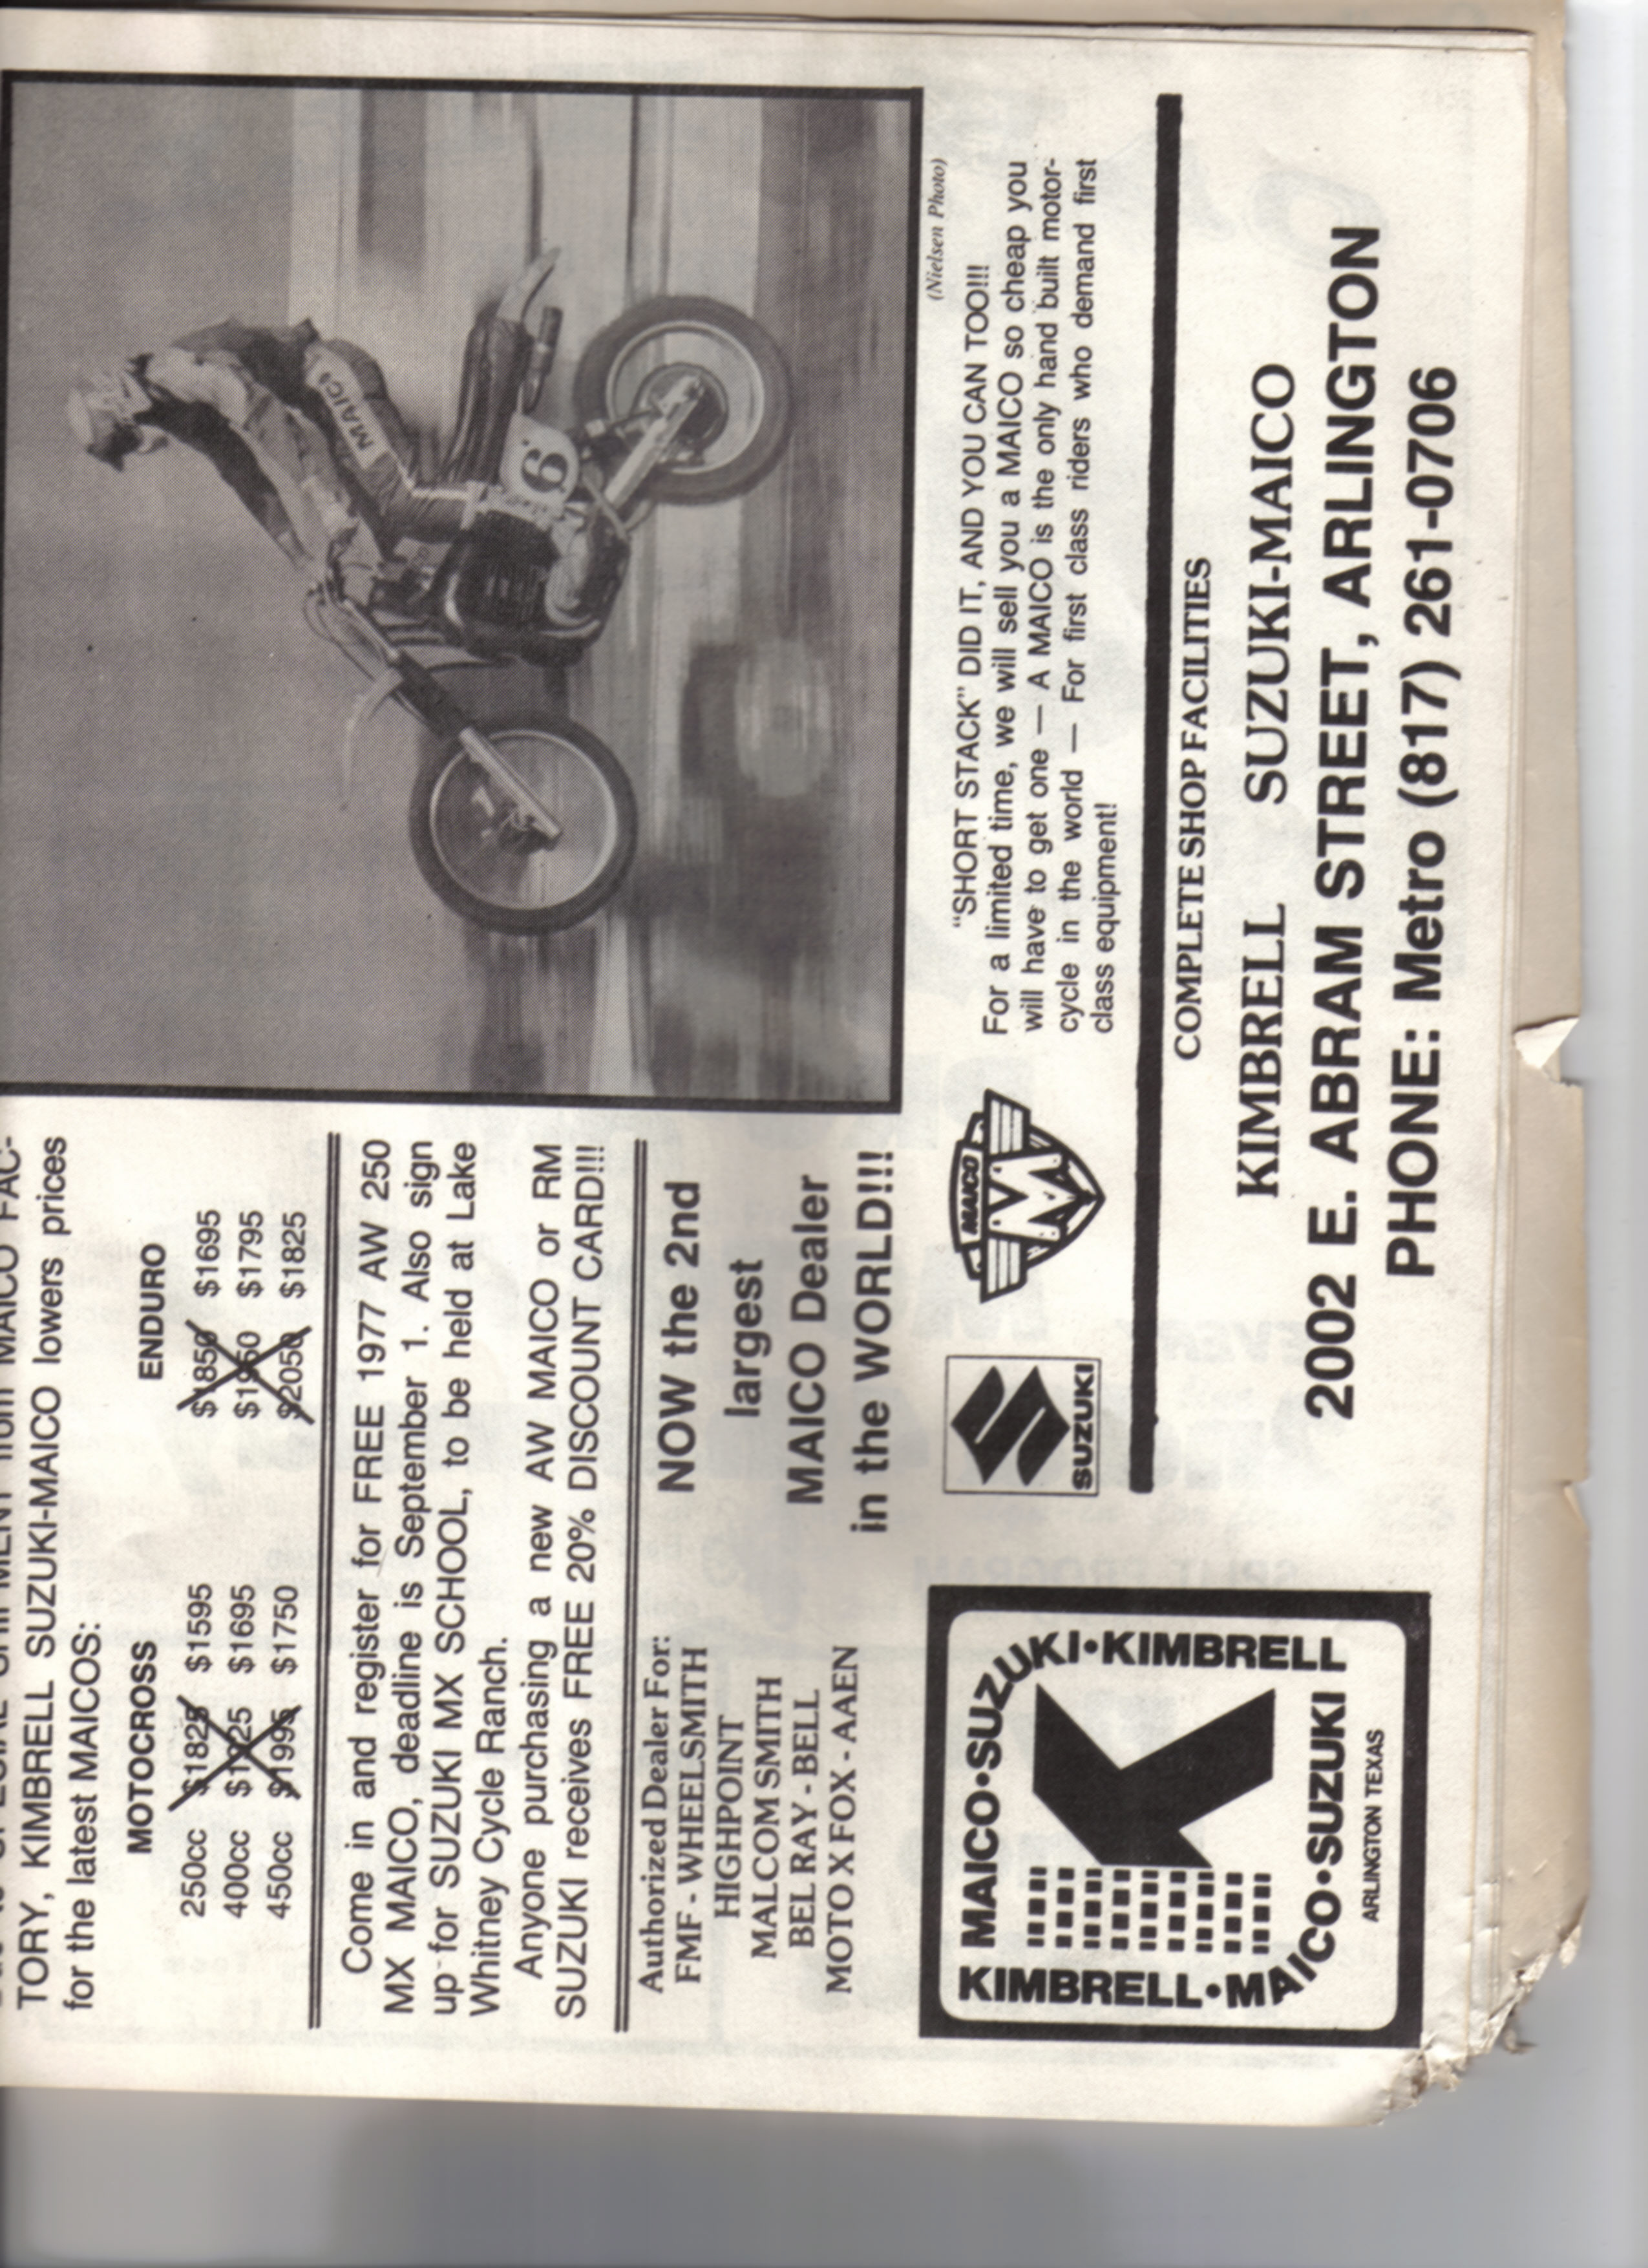 TORY, KIMBRELL SUZUKI-MAICO lowers prices
for the latest MAICOS:
MOTOCROSS
250cc $1825 $1595
400cc $1925 $1695
450cc $1995 $1750
ENDURO
$1850 $1695
$1950 $1795
$2050 $1825
Come in and register for FREE 1977 AW 250
MX MAICO, deadline is September 1. Also sign
up for SUZUKI MX SCHOOL, to be held at Lake
Whitney Cycle Ranch.
Anyone purchasing a new AW MAICO or RM
SUZUKI receives FREE 20% DISCOUNT CARD!!!
Authorized Dealer For:
FMF - WHEELSMITH
HIGHPOINT
MALCOM SMITH
BEL RAY - BELL
MOTO X FOX - AAEN
NOW the 2nd
largest
MAICO Dealer
in the WORLD!!!
MAICO
6
(Nielsen Photo)
"SHORT STACK" DID IT, AND YOU CAN TOO!!!
For a limited time, we will sell you a MAICO so cheap you
will have to get one — A MAICO is the only hand built motor-
cycle in the world — For first class riders who demand first
class equipment!
SUZUKI
MAICO
M
COMPLETE SHOP FACILITIES
KIMBRELL SUZUKI-MAICO
2002 E. ABRAM STREET, ARLINGTON
PHONE: Metro (817) 261-0706
MAICO•SUZUKI•KIMBRELL
K
KIMBRELL•MAICO•SUZUKI
ARLINGTON TEXAS